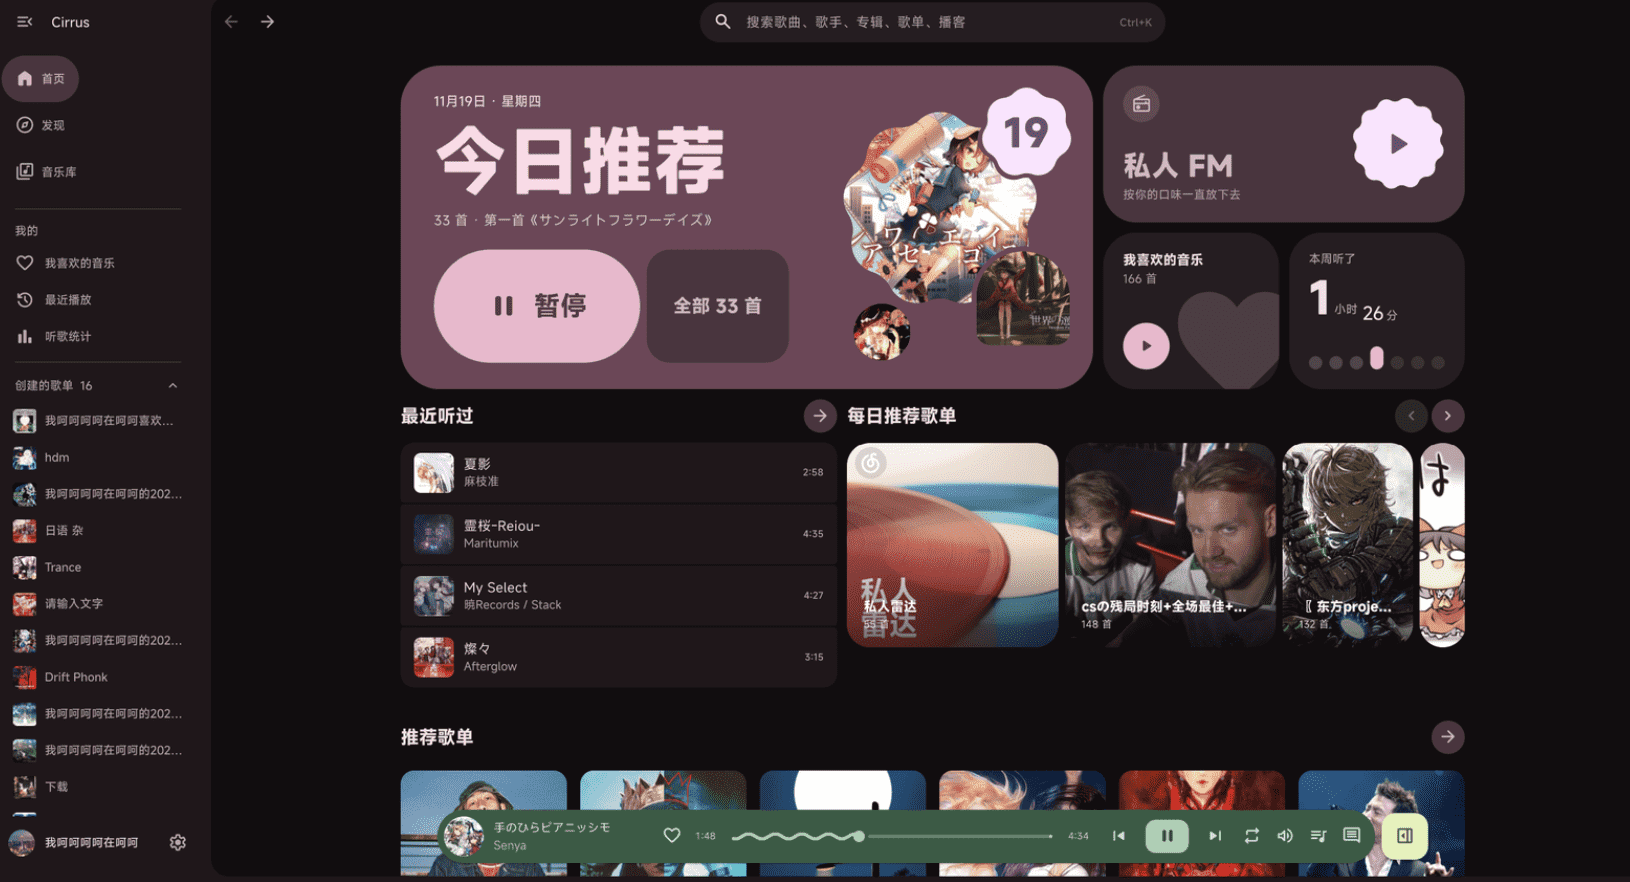 Cirrus
搜索歌曲、歌手、专辑、歌单、播客
Ctrl+K
首页
发现
音乐库
我的
我喜欢的音乐
最近播放
听歌统计
创建的歌单 16
我呵呵呵呵在呵呵喜欢...
hdm
我呵呵呵呵在呵呵的202...
日语 杂
Trance
请输入文字
我呵呵呵呵在呵呵的202...
Drift Phonk
我呵呵呵呵在呵呵的202...
我呵呵呵呵在呵呵的202...
下载
我呵呵呵呵在呵呵
11月19日 · 星期四
今日推荐
33 首 · 第一首《サンライトフラワーデイズ》
暂停
全部 33 首
19
私人 FM
按你的口味一直放下去
我喜欢的音乐
166 首
本周听了
1 小时 26 分
最近听过
夏影
麻枝准
2:58
霊桜-Reiou-
Maritumix
4:35
My Select
暁Records / Stack
4:27
燦々
Afterglow
3:15
每日推荐歌单
私人
雷达
私人雷达
55 首
csの残局时刻+全场最佳+...
148 首
〖东方proje...
132 首
は
推荐歌单
手のひらピアニッシモ
Senya
1:48
4:34